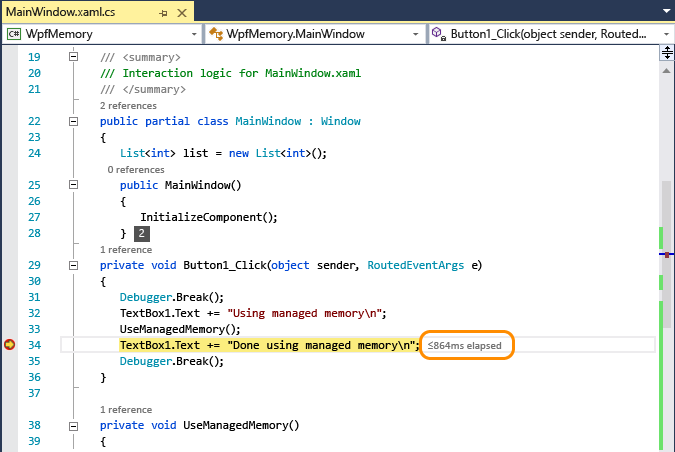 MainWindow.xaml.cs
WpfMemory
WpfMemory.MainWindow
Button1_Click(object sender, Routed...
19 /// <summary>
20 /// Interaction logic for MainWindow.xaml
21 /// </summary>
2 references
22 public partial class MainWindow : Window
23 {
24 List<int> list = new List<int>();
0 references
25 public MainWindow()
26 {
27 InitializeComponent();
28 } 2
1 reference
29 private void Button1_Click(object sender, RoutedEventArgs e)
30 {
31 Debugger.Break();
32 TextBox1.Text += "Using managed memory\n";
33 UseManagedMemory();
34 TextBox1.Text += "Done using managed memory\n"; ≤864ms elapsed
35 Debugger.Break();
36 }
37
1 reference
38 private void UseManagedMemory()
39 {